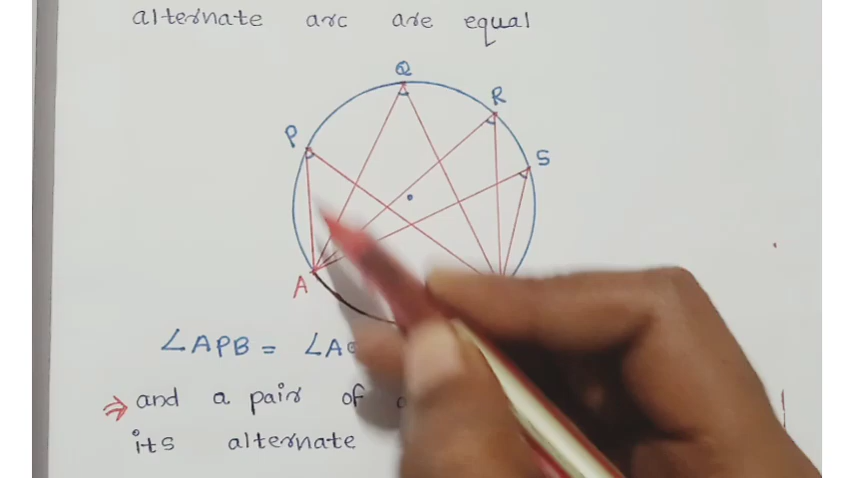 alternate arc are equal
Q
R
P
S
A
∠APB =
⇒ and a pair of
its alternate